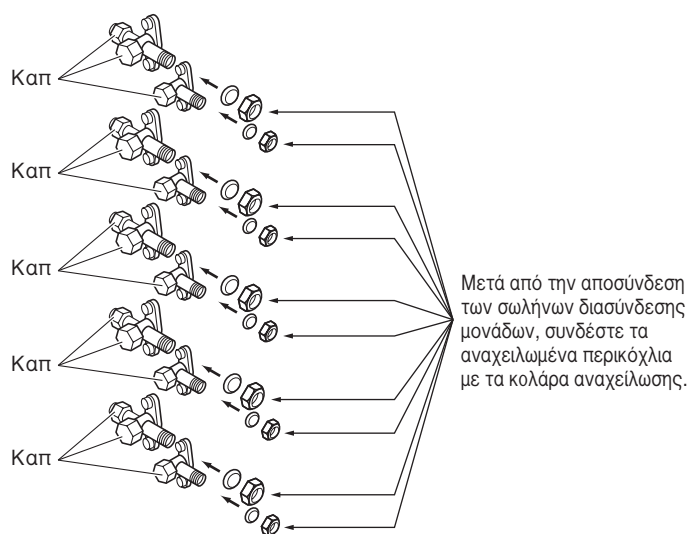 Καπ
Καπ
Καπ
Καπ
Καπ
Μετά από την αποσύνδεση
των σωλήνων διασύνδεσης
μονάδων, συνδέστε τα
αναχειλωμένα περικόχλια
με τα κολάρα αναχείλωσης.